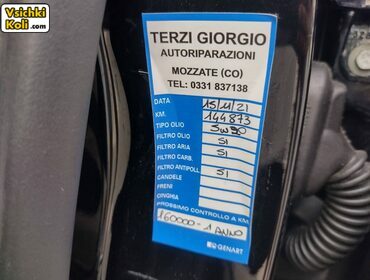 Vsichki
Koli.com
TERZI GIORGIO
AUTORIPARAZIONI
MOZZATE (CO)
TEL: 0331 837138
DATA 15/11/21
KM. 144873
TIPO OLIO 5W30
FILTRO OLIO SI
FILTRO ARIA SI
FILTRO CARB.
FILTRO ANTIPOLL. SI
CANDELE
FRENI
CINGHIA
PROSSIMO CONTROLLO A KM.
160000 - 1 ANNO
GENART